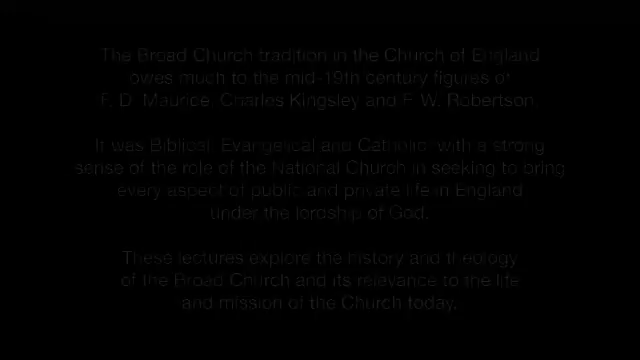 The Broad Church tradition in the Church of England
owes much to the mid-19th century figures of
F. D. Maurice, Charles Kingsley and F. W. Robertson.
It was Biblical, Evangelical and Catholic, with a strong
sense of the role of the National Church in seeking to bring
every aspect of public and private life in England
under the lordship of God.
These lectures explore the history and theology
of the Broad Church and its relevance to the life
and mission of the Church today.